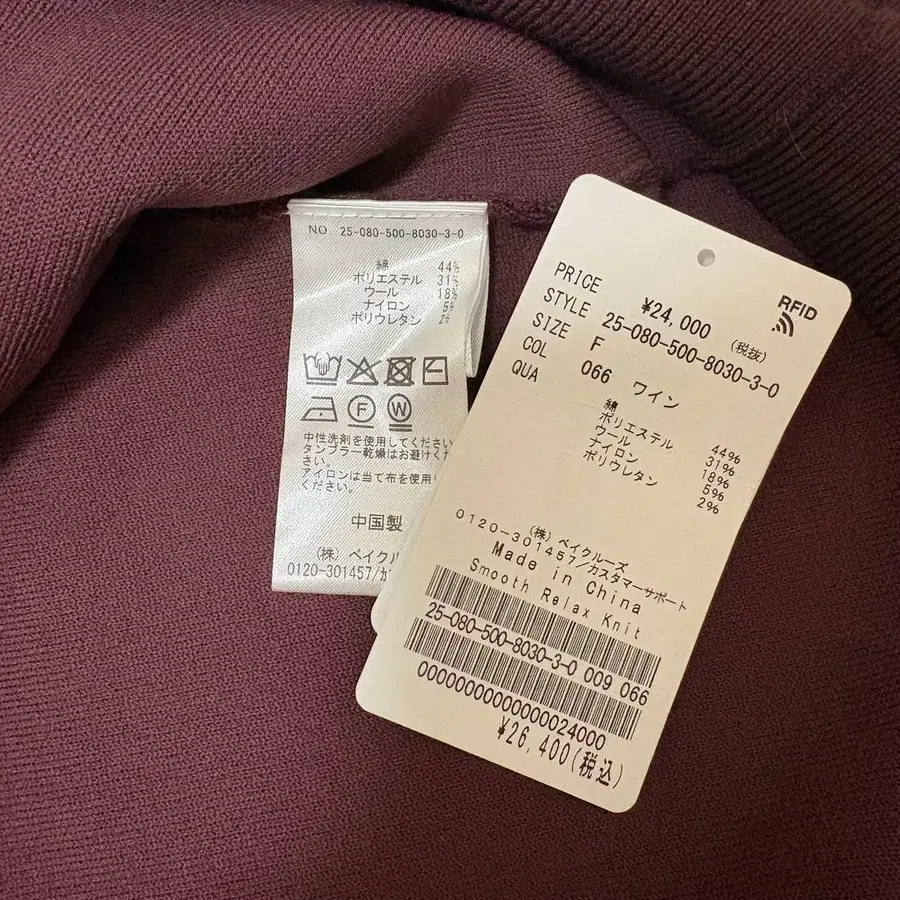 NO. 25-080-500-8030-3-0
綿 44%
ポリエステル 31%
ウール 18%
ナイロン 5%
ポリウレタン 2%
F
W
中性洗剤を使用してください
タンブラー乾燥はお避けくだ
さい。
アイロンは当て布を使用し
ください。
中国製
(株) ベイクルー
0120-301457/カ
RFID
PRICE ¥24,000 (税抜)
STYLE 25-080-500-8030-3-0
SIZE F
COL 066 ワイン
QUA
綿 44%
ポリエステル 31%
ウール 18%
ナイロン 5%
ポリウレタン 2%
(株) ベイクルーズ
0120-301457/カスタマーサポート
Made in China
Smooth Relax Knit
25-080-500-8030-3-0 009 066
0000000000000024000
¥26,400(税込)